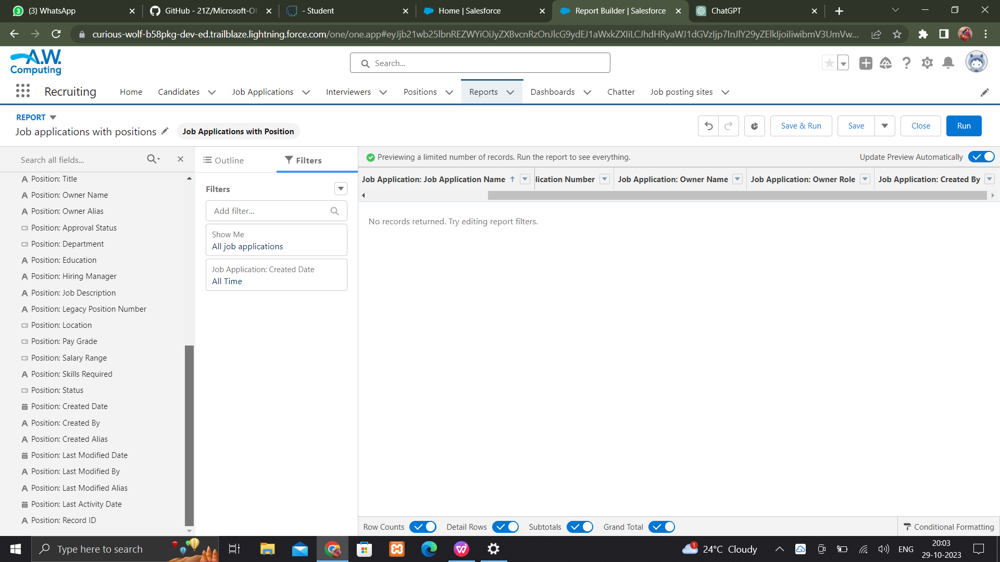 (3) WhatsApp
GitHub - 21Z/Microsoft-Of
- Student
Home | Salesforce
Report Builder | Salesforce
ChatGPT
curious-wolf-b58pkg-dev-ed.trailblaze.lightning.force.com/one/one.app#eyJjb21wb25lbnREZWYiOiJyZXBvcnRzOnJlcG9ydEJ1aWxkZXIiLCJhdHRyaWJ1dGVzIjp7InJlY29yZElkIjoiIiwibmV3UmVw...
A.W. Computing
Search...
Recruiting
Home
Candidates
Job Applications
Interviewers
Positions
Reports
Dashboards
Chatter
Job posting sites
REPORT
Job applications with positions
Job Applications with Position
Save & Run
Save
Close
Run
Search all fields...
Position: Title
Position: Owner Name
Position: Owner Alias
Position: Approval Status
Position: Department
Position: Education
Position: Hiring Manager
Position: Job Description
Position: Legacy Position Number
Position: Location
Position: Pay Grade
Position: Salary Range
Position: Skills Required
Position: Status
Position: Created Date
Position: Created By
Position: Created Alias
Position: Last Modified Date
Position: Last Modified By
Position: Last Modified Alias
Position: Last Activity Date
Position: Record ID
Outline
Filters
Filters
Add filter...
Show Me
All job applications
Job Application: Created Date
All Time
Previewing a limited number of records. Run the report to see everything.
Update Preview Automatically
Job Application: Job Application Name
lication Number
Job Application: Owner Name
Job Application: Owner Role
Job Application: Created By
No records returned. Try editing report filters.
Row Counts
Detail Rows
Subtotals
Grand Total
Conditional Formatting
Type here to search
1
24°C Cloudy
ENG
20:03
29-10-2023